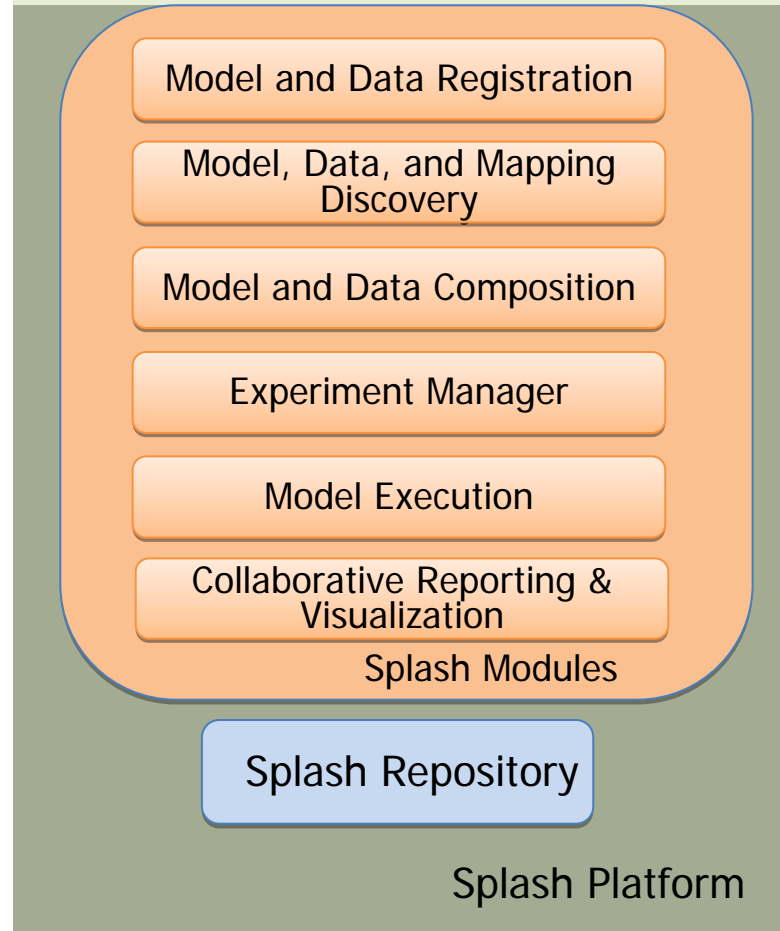 Model and Data Registration
Model, Data, and Mapping
Discovery
Model and Data Composition
Experiment Manager
Model Execution
Collaborative Reporting &
Visualization
Splash Modules
Splash Repository
Splash Platform